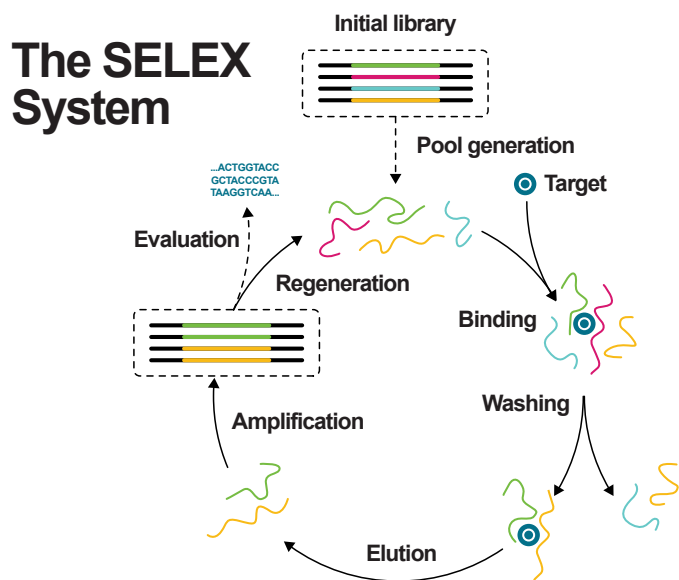 The SELEX
System
Initial library
Pool generation
Target
...ACTGGTACC
GCTACCCGTA
TAAGGTCAA...
Evaluation
Regeneration
Binding
Washing
Amplification
Elution